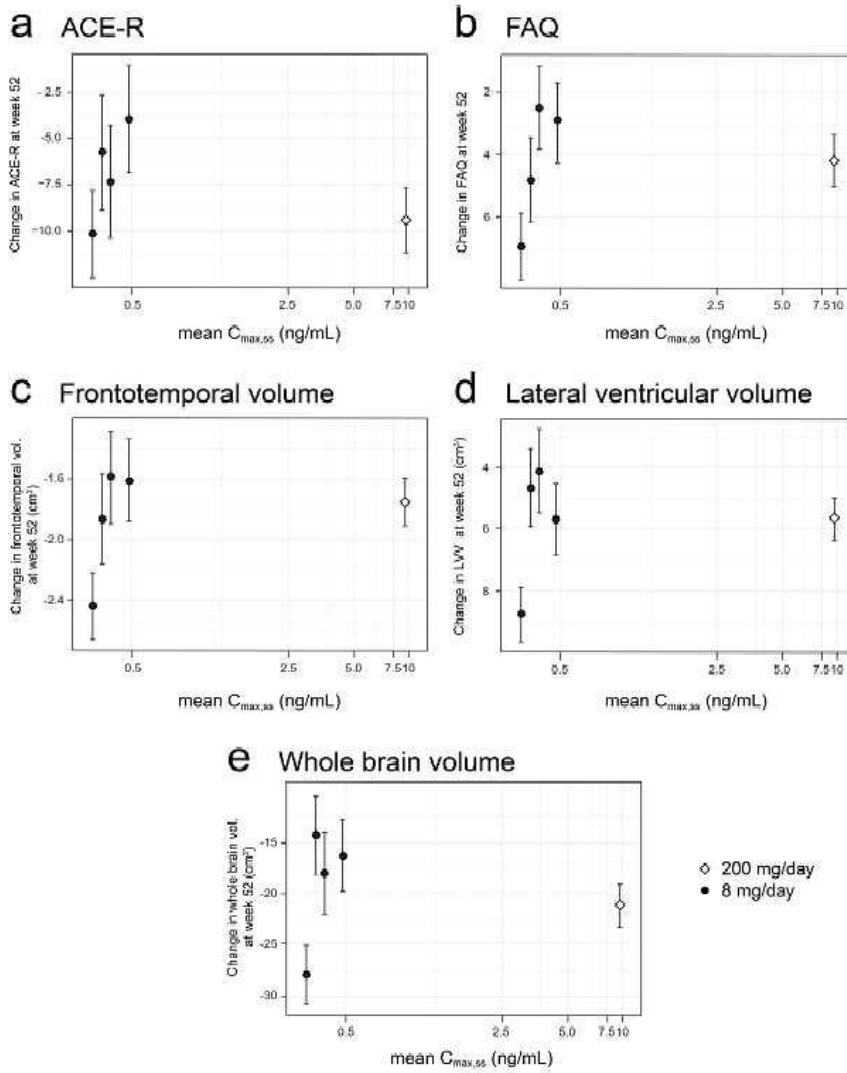 a ACE-R
Change in ACE-R at week 52
-2.5
-5.0
-7.5
-10.0
0.5 2.5 5.0 7.5 10
mean Cmax,ss (ng/mL)
b FAQ
Change in FAQ at week 52
2
4
6
0.5 2.5 5.0 7.5 10
mean Cmax,ss (ng/mL)
c Frontotemporal volume
Change in frontotemporal vol.
at week 52 (cm³)
-1.6
-2.0
-2.4
0.5 2.5 5.0 7.5 10
mean Cmax,ss (ng/mL)
d Lateral ventricular volume
Change in LVV at week 52 (cm³)
4
6
8
0.5 2.5 5.0 7.5 10
mean Cmax,ss (ng/mL)
e Whole brain volume
Change in whole brain vol.
at week 52 (cm³)
-15
-20
-25
-30
0.5 2.5 5.0 7.5 10
mean Cmax,ss (ng/mL)
200 mg/day
8 mg/day